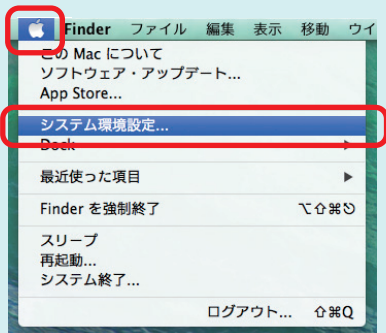 Finder ファイル 編集 表示 移動 ウイ
この Mac について
ソフトウェア・アップデート...
App Store...
システム環境設定...
Dock
最近使った項目 ▶
Finder を強制終了 ⌥⇧⌘⎋
スリープ
再起動...
システム終了...
ログアウト... ⇧⌘Q